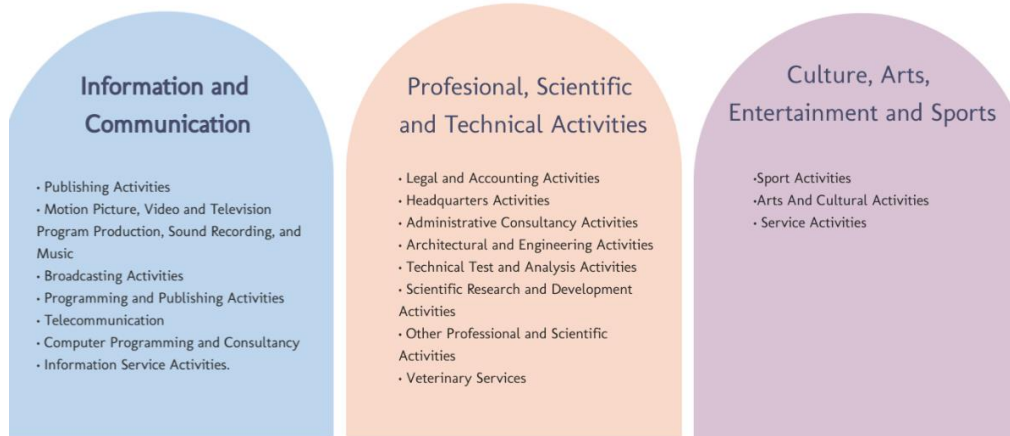 Information and
Communication
· Publishing Activities
· Motion Picture, Video and Television
Program Production, Sound Recording, and
Music
· Broadcasting Activities
· Programming and Publishing Activities
· Telecommunication
· Computer Programming and Consultancy
· Information Service Activities.
Profesional, Scientific
and Technical Activities
· Legal and Accounting Activities
· Headquarters Activities
· Administrative Consultancy Activities
· Architectural and Engineering Activities
· Technical Test and Analysis Activities
· Scientific Research and Development
Activities
· Other Professional and Scientific
Activities
· Veterinary Services
Culture, Arts,
Entertainment and Sports
·Sport Activities
·Arts And Cultural Activities
· Service Activities